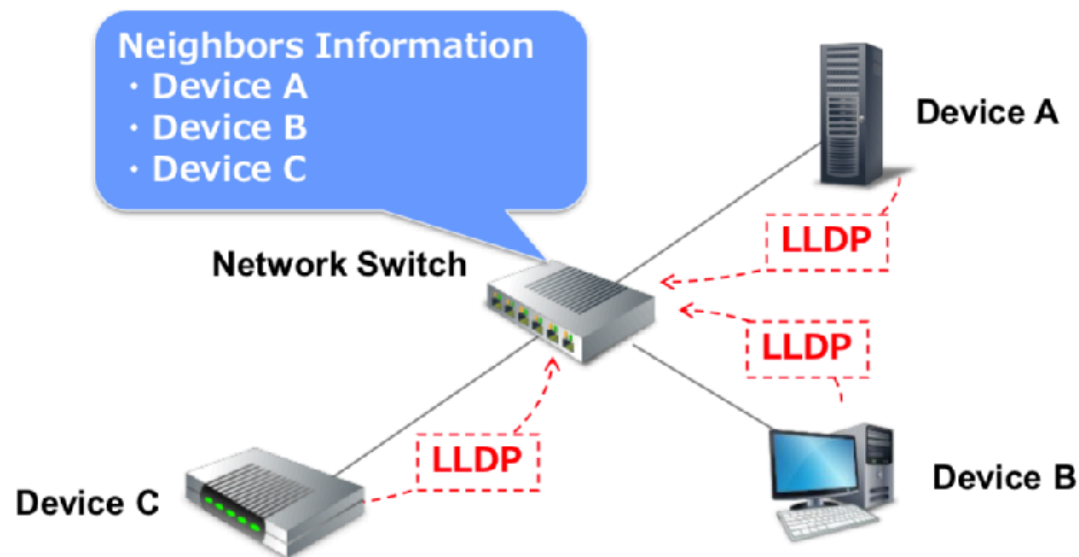 Neighbors Information
・Device A
・Device B
・Device C
Device A
LLDP
Network Switch
LLDP
LLDP
Device C
Device B